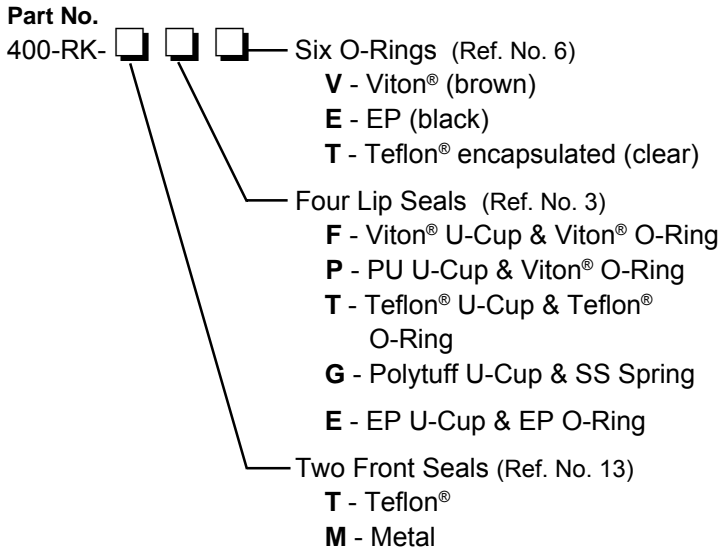 Part No.
400-RK-
Six O-Rings (Ref. No. 6)
V - Viton® (brown)
E - EP (black)
T - Teflon® encapsulated (clear)
Four Lip Seals (Ref. No. 3)
F - Viton® U-Cup & Viton® O-Ring
P - PU U-Cup & Viton® O-Ring
T - Teflon® U-Cup & Teflon®
O-Ring
G - Polytuff U-Cup & SS Spring
E - EP U-Cup & EP O-Ring
Two Front Seals (Ref. No. 13)
T - Teflon®
M - Metal